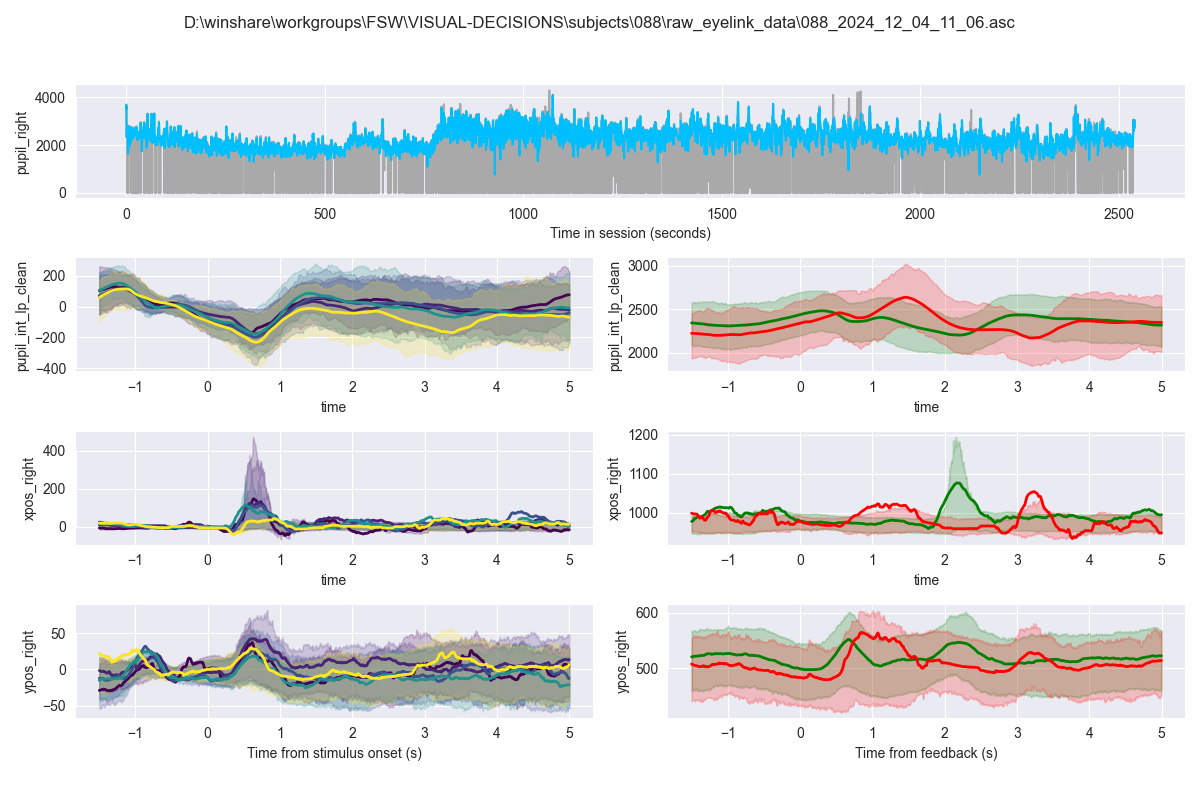 D:\winshare\workgroups\FSW\VISUAL-DECISIONS\subjects\088\raw_eyelink_data\088_2024_12_04_11_06.asc
pupil_right
4000
2000
0
0 500 1000 1500 2000 2500
Time in session (seconds)
pupil_int_lp_clean
200
0
−200
−400
−1 0 1 2 3 4 5
time
pupil_int_lp_clean
3000
2500
2000
−1 0 1 2 3 4 5
time
xpos_right
400
200
0
−1 0 1 2 3 4 5
time
xpos_right
1200
1100
1000
−1 0 1 2 3 4 5
time
ypos_right
50
0
−50
−1 0 1 2 3 4 5
Time from stimulus onset (s)
ypos_right
600
500
−1 0 1 2 3 4 5
Time from feedback (s)